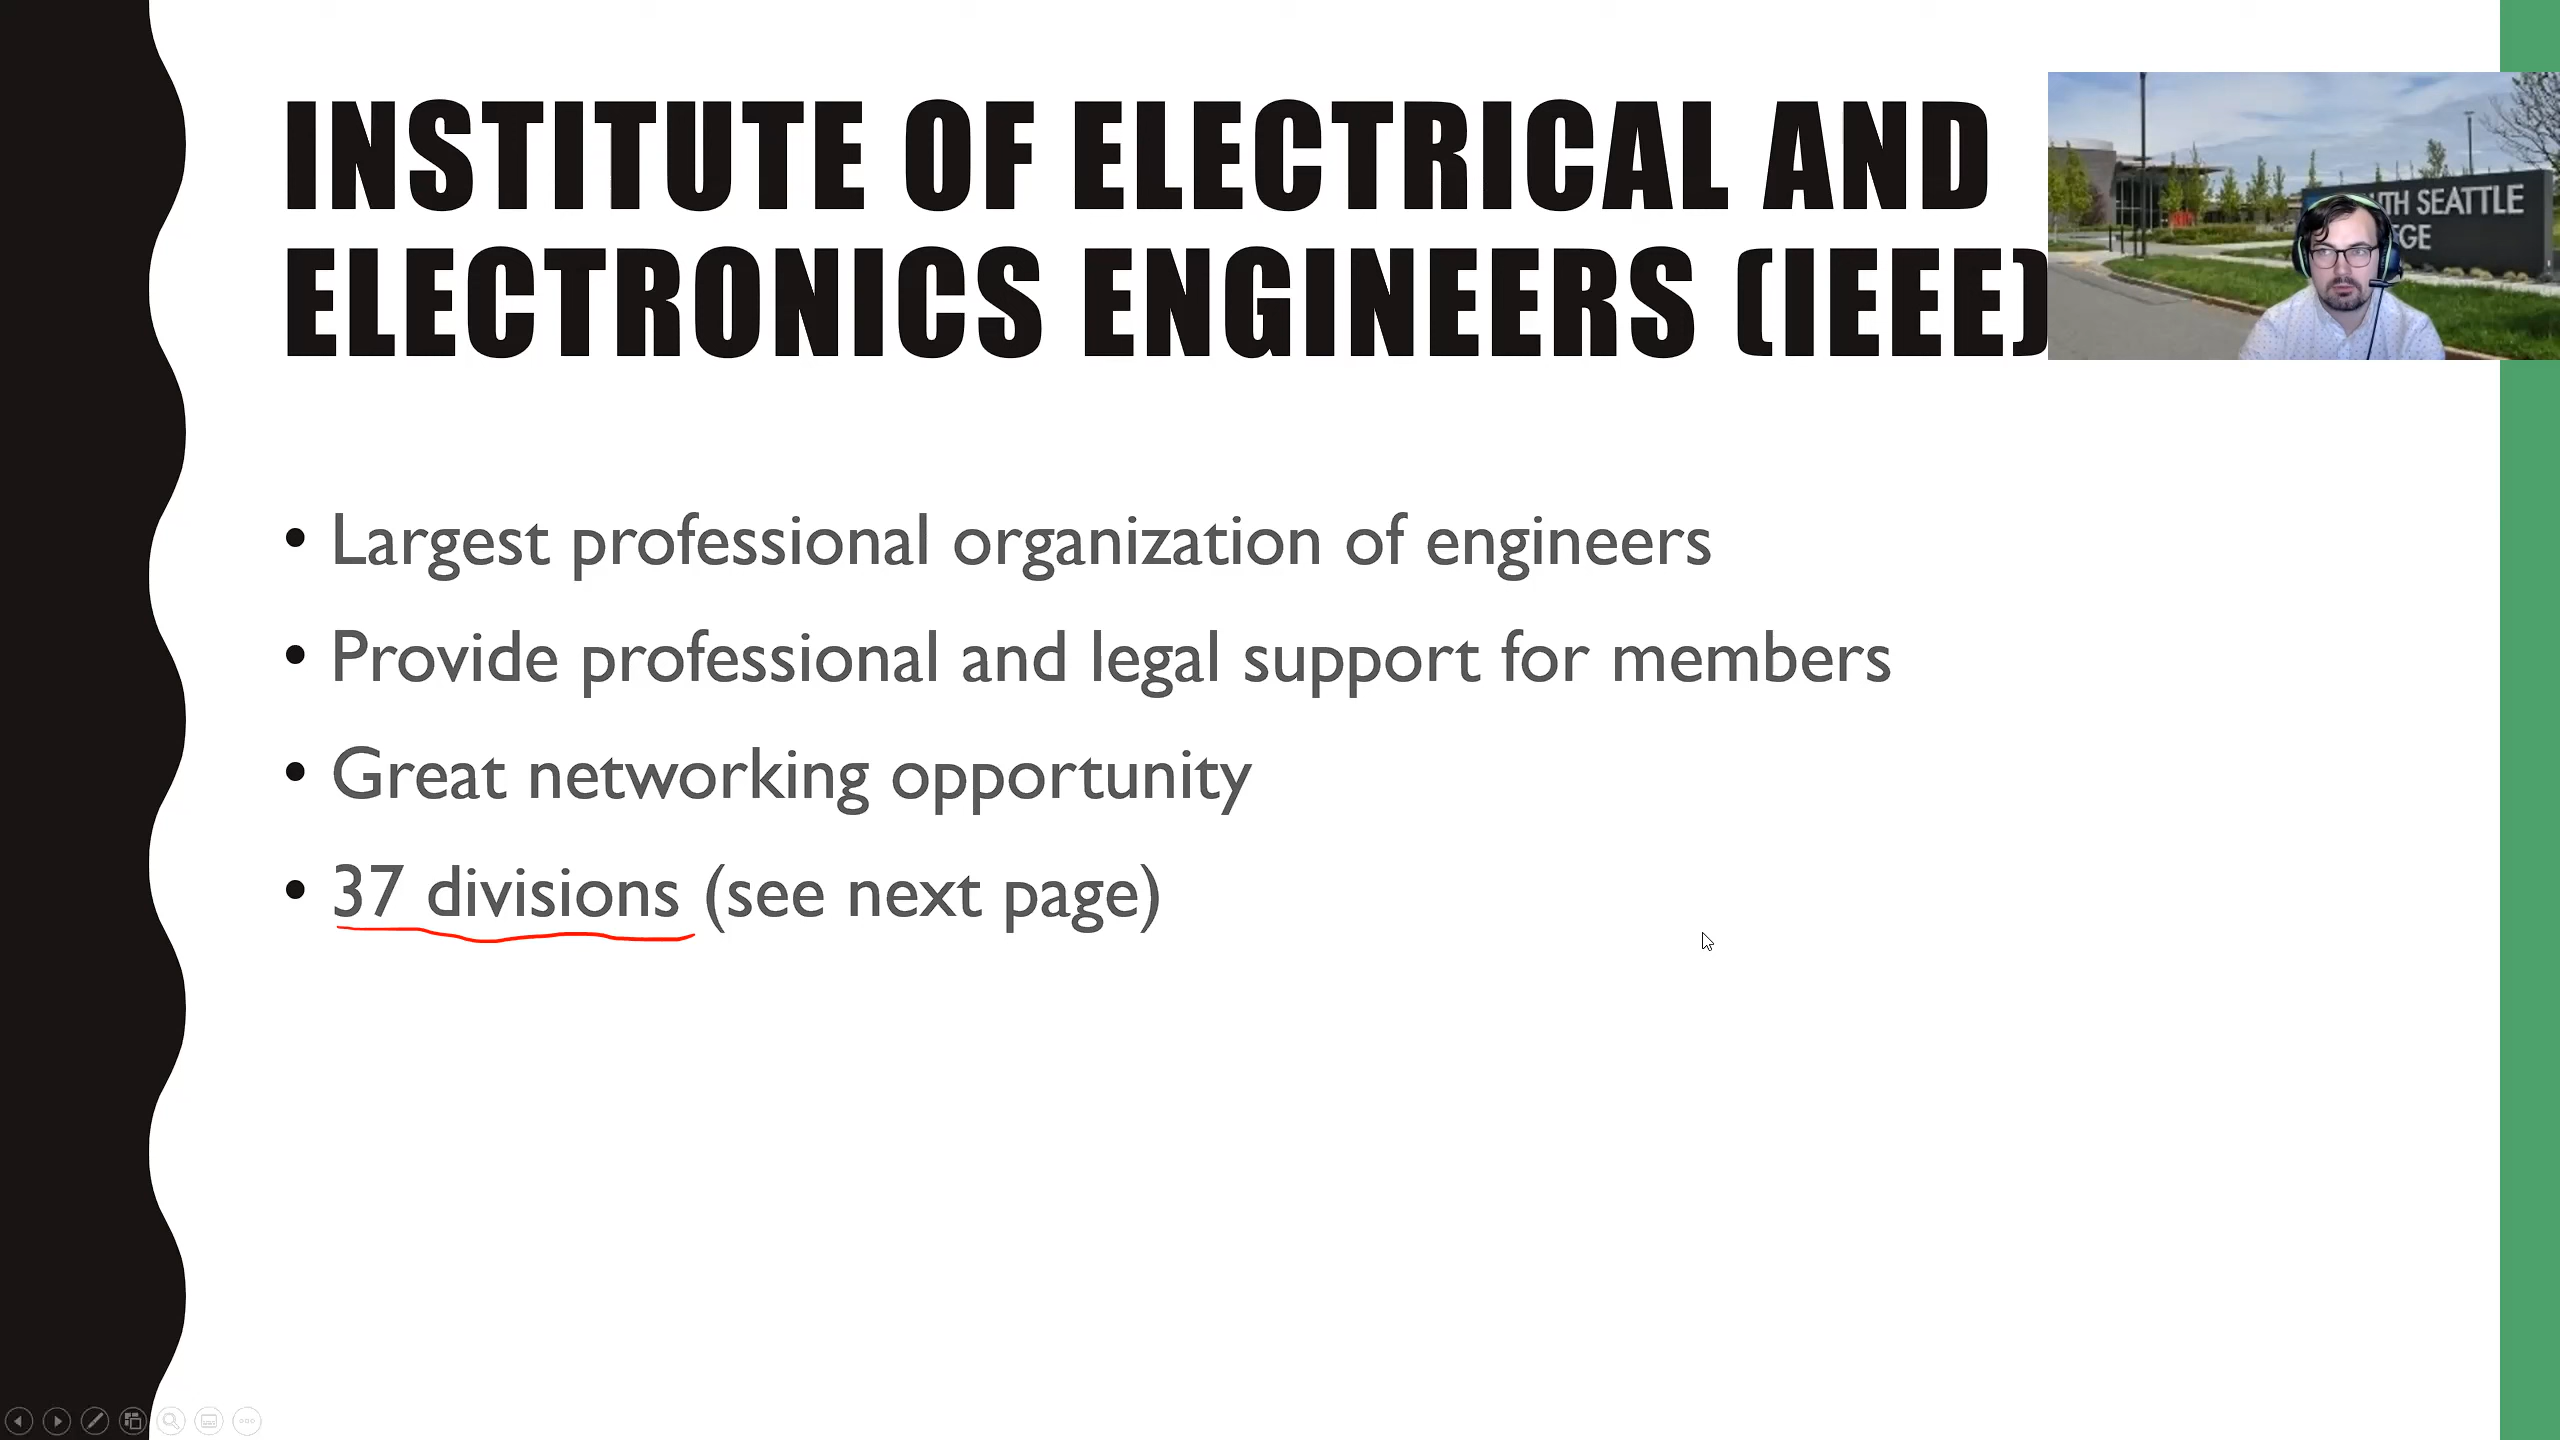 INSTITUTE OF ELECTRICAL AND
ELECTRONICS ENGINEERS (IEEE)
SEATTLE
• Largest professional organization of engineers
• Provide professional and legal support for members
• Great networking opportunity
• 37 divisions (see next page)